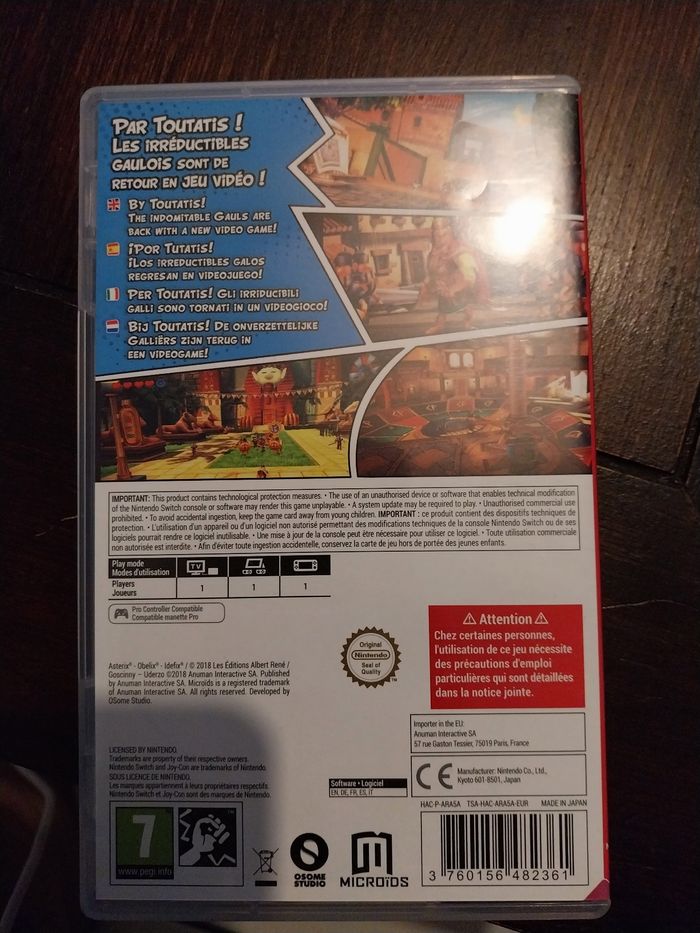 PAR TOUTATIS !
LES IRRÉDUCTIBLES
GAULOIS SONT DE
RETOUR EN JEU VIDÉO !
BY TOUTATIS!
THE INDOMITABLE GAULS ARE
BACK WITH A NEW VIDEO GAME!
¡POR TUTATIS!
¡LOS IRREDUCTIBLES GALOS
REGRESAN EN VIDEOJUEGO!
PER TOUTATIS! GLI IRRIDUCIBILI
GALLI SONO TORNATI IN UN VIDEOGIOCO!
BIJ TOUTATIS! DE ONVERZETTELIJKE
GALLIËRS ZIJN TERUG IN
EEN VIDEOGAME!
IMPORTANT: This product contains technological protection measures. • The use of an unauthorised device or software that enables technical modification
of the Nintendo Switch console or software may render this game unplayable. • A system update may be required to play. • Unauthorised commercial use
prohibited. • To avoid accidental ingestion, keep the game card away from young children. IMPORTANT : ce produit contient des dispositifs techniques de
protection. • L'utilisation d'un appareil ou d'un logiciel non autorisé permettant des modifications techniques de la console Nintendo Switch ou de ses
logiciels pourrait rendre ce logiciel inutilisable. • Une mise à jour de la console peut être nécessaire pour utiliser ce logiciel. • Toute utilisation commerciale
non autorisée est interdite. • Afin d'éviter toute ingestion accidentelle, conservez la carte de jeu hors de portée des jeunes enfants.
Play mode
Modes d'utilisation
TV
Players
Joueurs
1 1 1
Pro Controller Compatible
Compatible manette Pro
Original
Nintendo
Seal of
Quality
TM
Attention
Chez certaines personnes,
l'utilisation de ce jeu nécessite
des précautions d'emploi
particulières qui sont détaillées
dans la notice jointe.
Asterix® - Obelix® - Idefix® / © 2018 Les Éditions Albert René /
Goscinny – Uderzo ©2018 Anuman Interactive SA. Published
by Anuman Interactive SA. Microids is a registered trademark
of Anuman Interactive SA. All rights reserved. Developed by
OSome Studio.
Importer in the EU:
Anuman Interactive SA
57 rue Gaston Tessier, 75019 Paris, France
LICENSED BY NINTENDO.
Trademarks are property of their respective owners.
Nintendo Switch and Joy-Con are trademarks of Nintendo.
SOUS LICENCE DE NINTENDO.
Les marques appartiennent à leurs propriétaires respectifs.
Nintendo Switch et Joy-Con sont des marques de Nintendo.
Software • Logiciel
EN, DE, FR, ES, IT
CE
Manufacturer: Nintendo Co., Ltd.,
Kyoto 601-8501, Japan
HAC-P-ARA5A TSA-HAC-ARA5A-EUR MADE IN JAPAN
7
www.pegi.info
OSOME
STUDIO
MICROÏDS
3 760156 482361